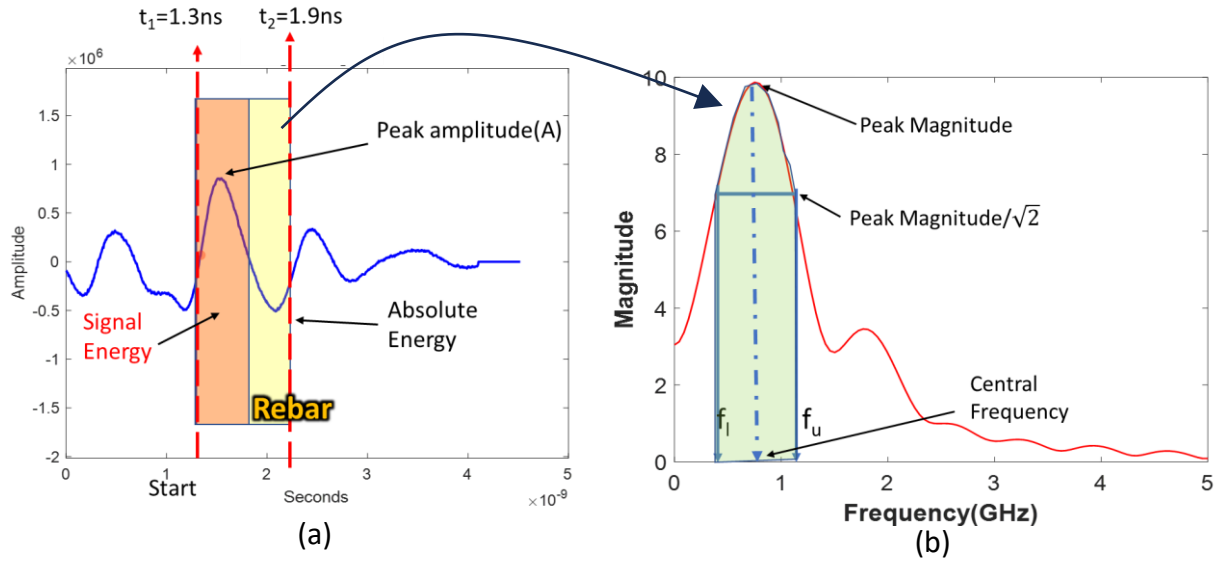 t₁=1.3ns
t₂=1.9ns
×10⁶
1.5
1
0.5
0
-0.5
-1
-1.5
Amplitude
Peak amplitude(A)
Signal
Energy
Absolute
Energy
Rebar
0
1
2
3
4
5
Start
Seconds
×10⁻⁹
(a)
10
8
6
4
2
0
Magnitude
Peak Magnitude
Peak Magnitude/√2
Central
Frequency
fₗ
fᵤ
0
1
2
3
4
5
Frequency(GHz)
(b)